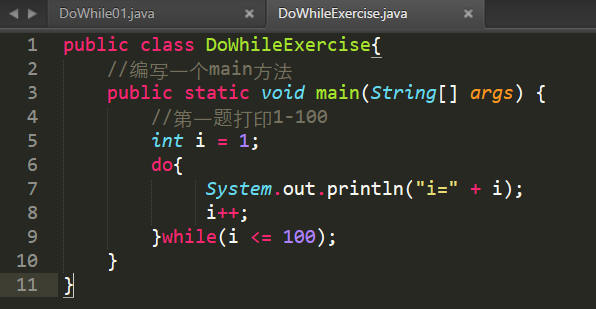 DoWhile01.java × DoWhileExercise.java ×
1 public class DoWhileExercise{
2 //编写一个main方法
3 public static void main(String[] args) {
4 //第一题打印1-100
5 int i = 1;
6 do{
7 System.out.println("i=" + i);
8 i++;
9 }while(i <= 100);
10 }
11 }